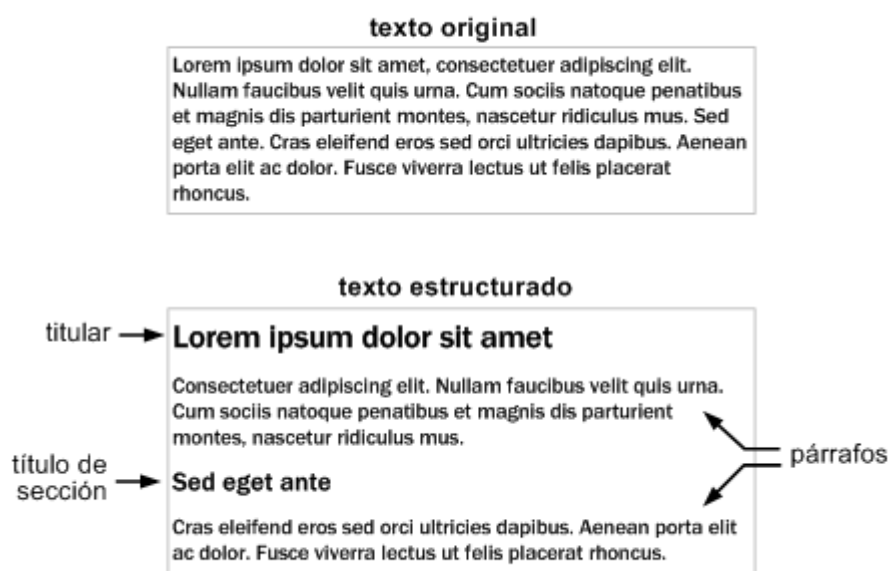 texto original
Lorem ipsum dolor sit amet, consectetuer adipiscing elit.
Nullam faucibus velit quis urna. Cum sociis natoque penatibus
et magnis dis parturient montes, nascetur ridiculus mus. Sed
eget ante. Cras eleifend eros sed orci ultricies dapibus. Aenean
porta elit ac dolor. Fusce viverra lectus ut felis placerat
rhoncus.
texto estructurado
titular
Lorem ipsum dolor sit amet
Consectetuer adipiscing elit. Nullam faucibus velit quis urna.
Cum sociis natoque penatibus et magnis dis parturient
montes, nascetur ridiculus mus.
párrafos
título de
sección
Sed eget ante
Cras eleifend eros sed orci ultricies dapibus. Aenean porta elit
ac dolor. Fusce viverra lectus ut felis placerat rhoncus.